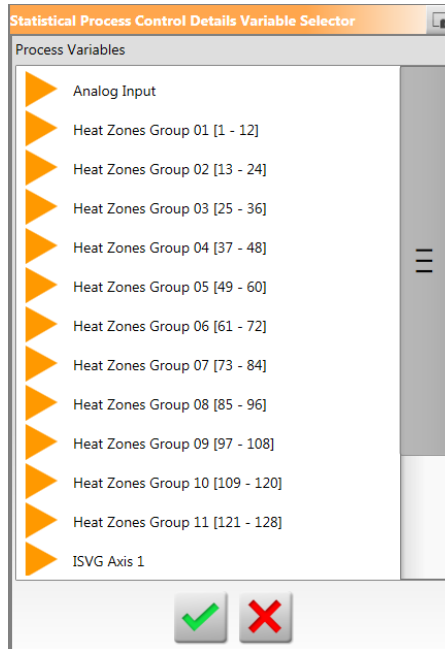 Statistical Process Control Details Variable Selector
Process Variables
Analog Input
Heat Zones Group 01 [1 - 12]
Heat Zones Group 02 [13 - 24]
Heat Zones Group 03 [25 - 36]
Heat Zones Group 04 [37 - 48]
Heat Zones Group 05 [49 - 60]
Heat Zones Group 06 [61 - 72]
Heat Zones Group 07 [73 - 84]
Heat Zones Group 08 [85 - 96]
Heat Zones Group 09 [97 - 108]
Heat Zones Group 10 [109 - 120]
Heat Zones Group 11 [121 - 128]
ISVG Axis 1